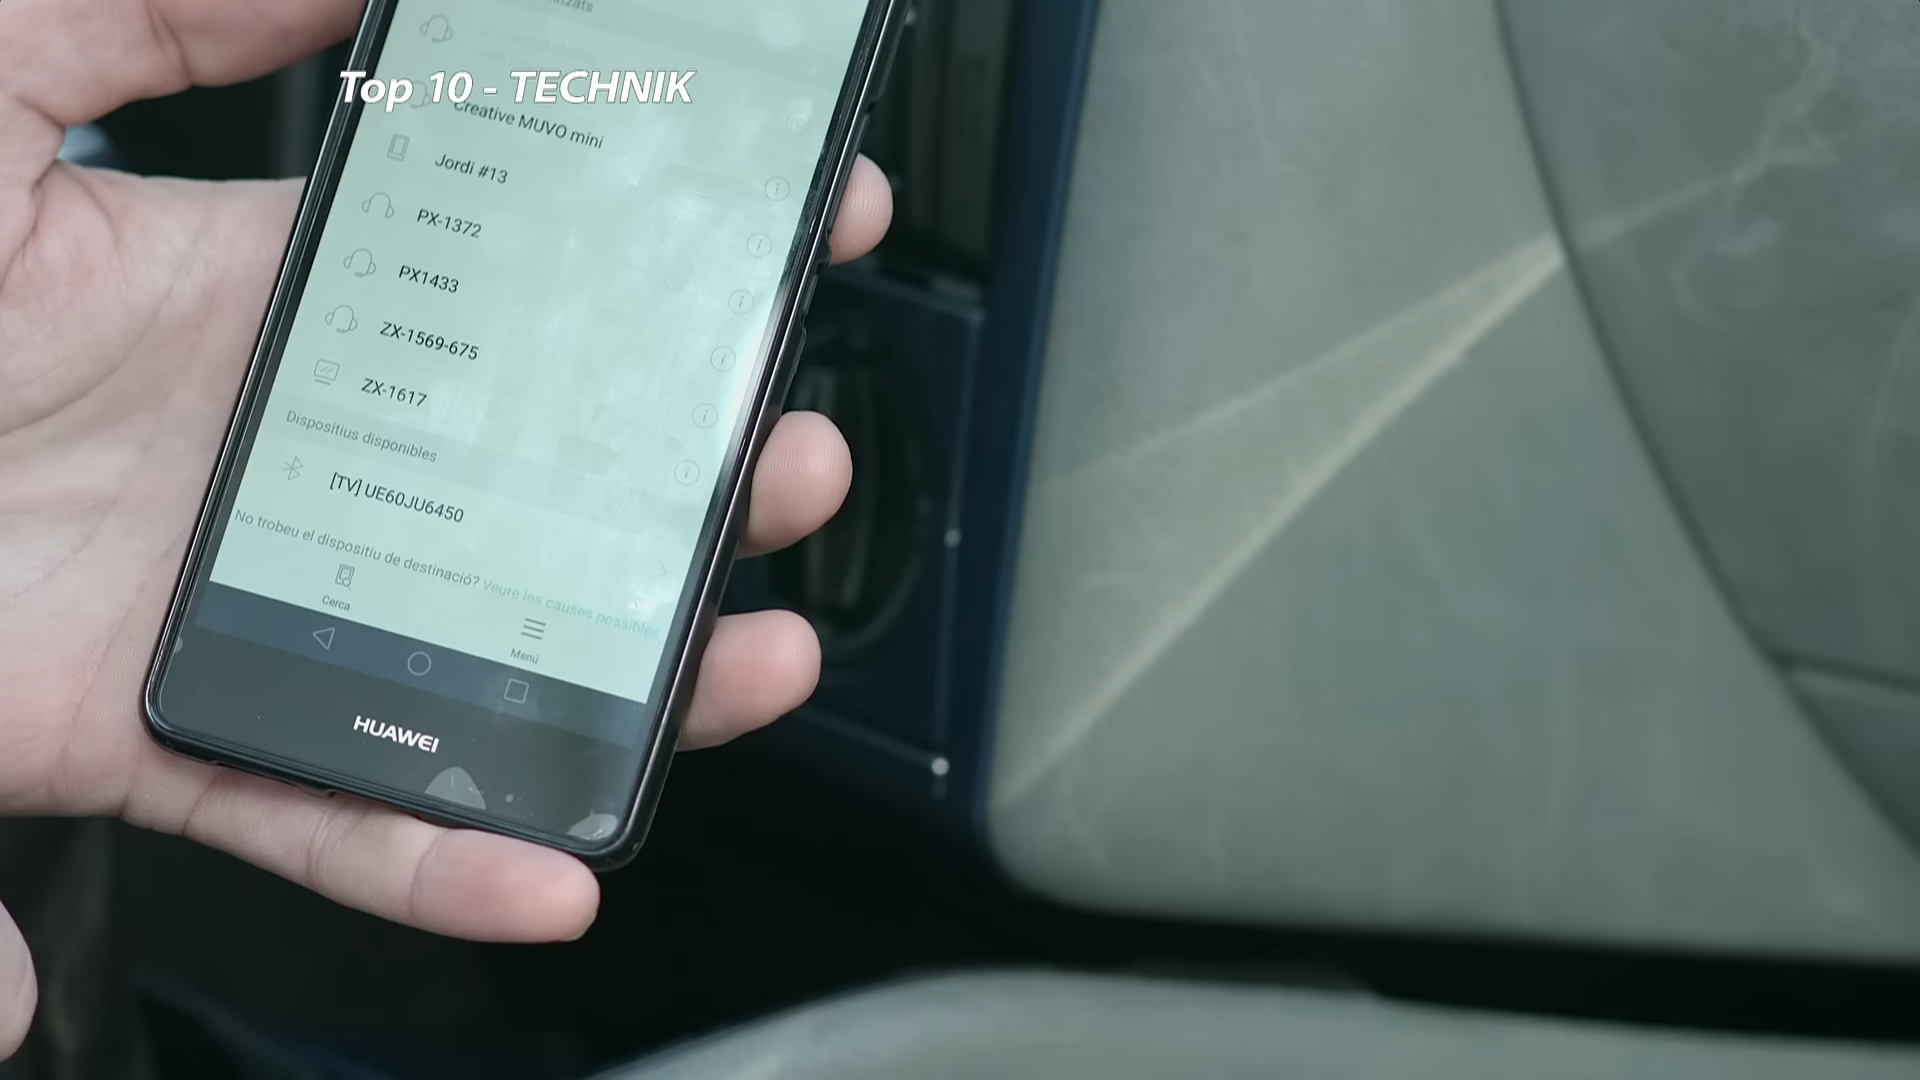 Top 10 - TECHNIK
Creative MUVO mini
Jordi #13
PX-1372
PX1433
ZX-1569-675
ZX-1617
Dispositius disponibles
[TV] UE60JU6450
No trobeu el dispositiu de destinació? Veure les causes possibles
Cerca
Menú
HUAWEI